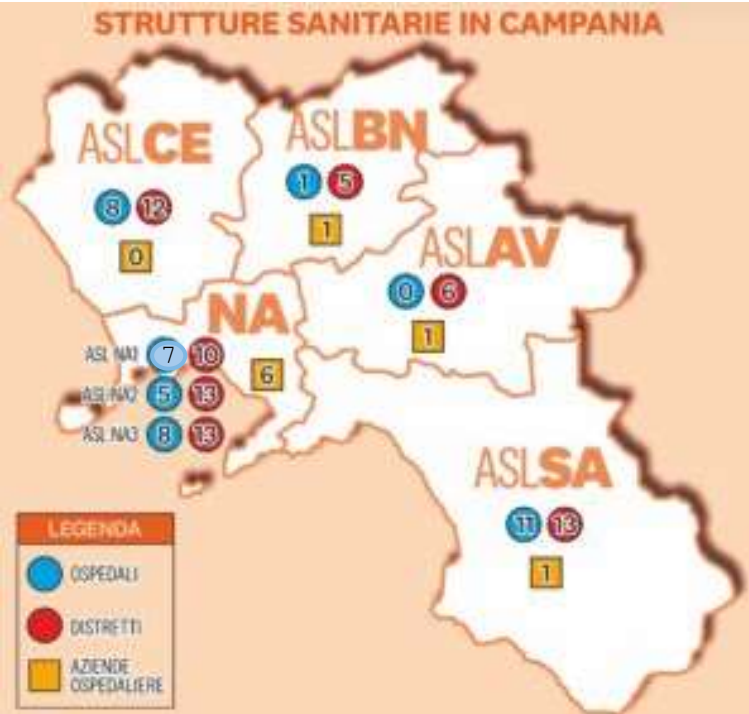 STRUTTURE SANITARIE IN CAMPANIA
ASLCE
8 12
0
ASLBN
1 5
1
ASLAV
0 6
1
NA
ASL NA1 7 10
ASL NA2 5 13
ASL NA3 8 13
6
ASLSA
11 13
1
LEGENDA
OSPEDALI
DISTRETTI
AZIENDE
OSPEDALIERE